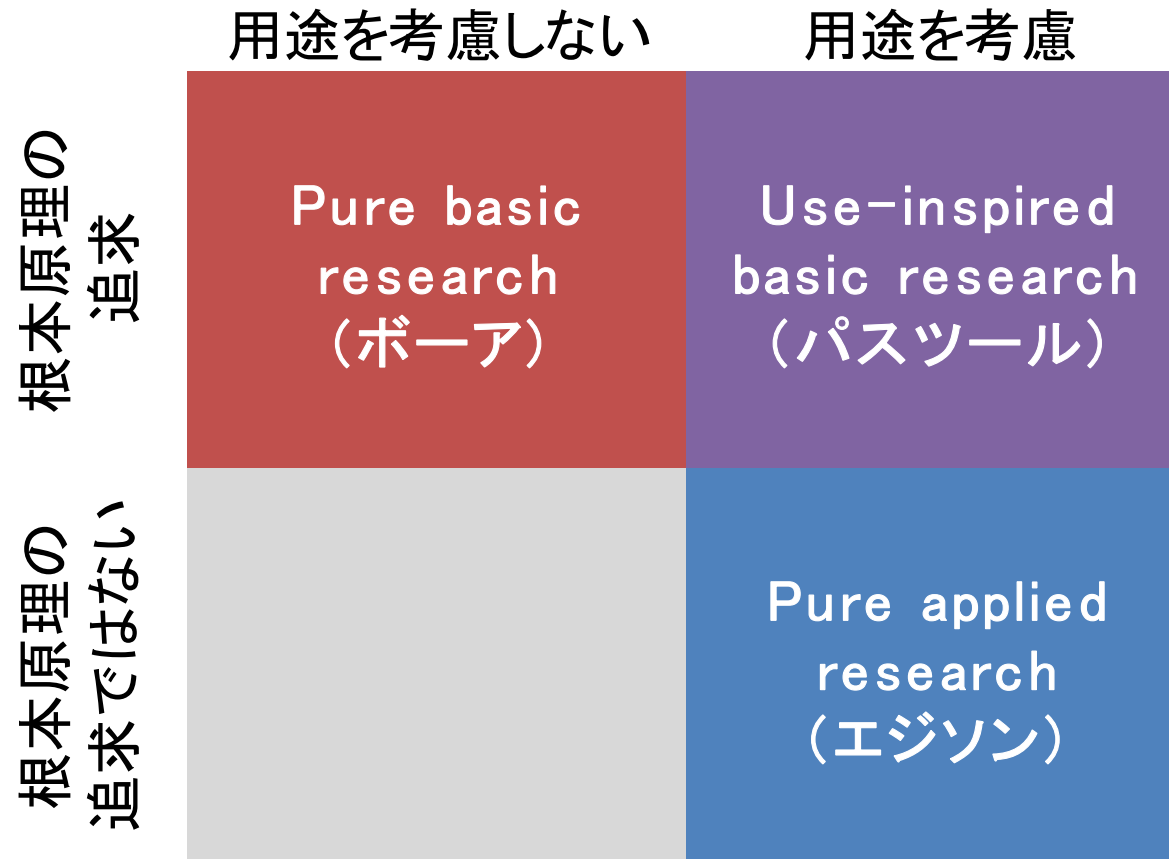 用途を考慮しない
用途を考慮
根本原理の
追求
Pure basic
research
（ボーア）
Use-inspired
basic research
（パスツール）
根本原理の
追求ではない
Pure applied
research
（エジソン）